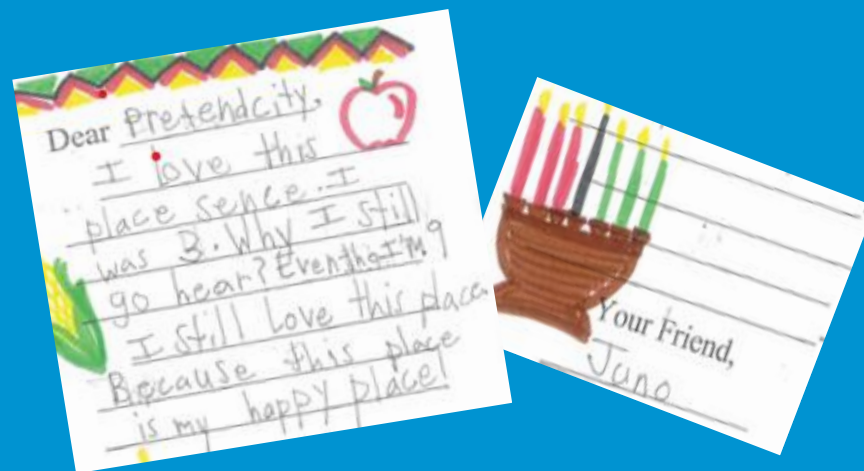 Dear Pretendcity,
I love this
place sence. I
was 3. Why I still
go hear? Eventho I'm 9
I still Love this place.
Because this place
is my happy place!
Your Friend,
Juno